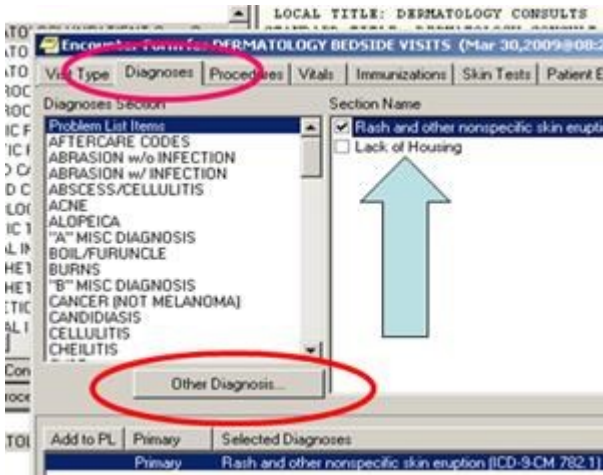 LOCAL TITLE: DERMATOLOGY CONSULTS
Encounter Form for DERMATOLOGY BEDSIDE VISITS (Mar 30,2009@08:2
Visit Type Diagnoses Procedures Vitals Immunizations Skin Tests Patient E
Diagnoses Section
Problem List Items
AFTERCARE CODES
ABRASION w/o INFECTION
ABRASION w/ INFECTION
ABSCESS/CELLULITIS
ACNE
ALOPEICA
"A" MISC DIAGNOSIS
BOIL/FURUNCLE
BURNS
"B" MISC DIAGNOSIS
CANCER (NOT MELANOMA)
CANDIDIASIS
CELLULITIS
CHEILITIS
Other Diagnosis...
Section Name
Rash and other nonspecific skin erupti
Lack of Housing
Add to PL Primary Selected Diagnoses
Primary Rash and other nonspecific skin eruption (ICD-9-CM 782.1)